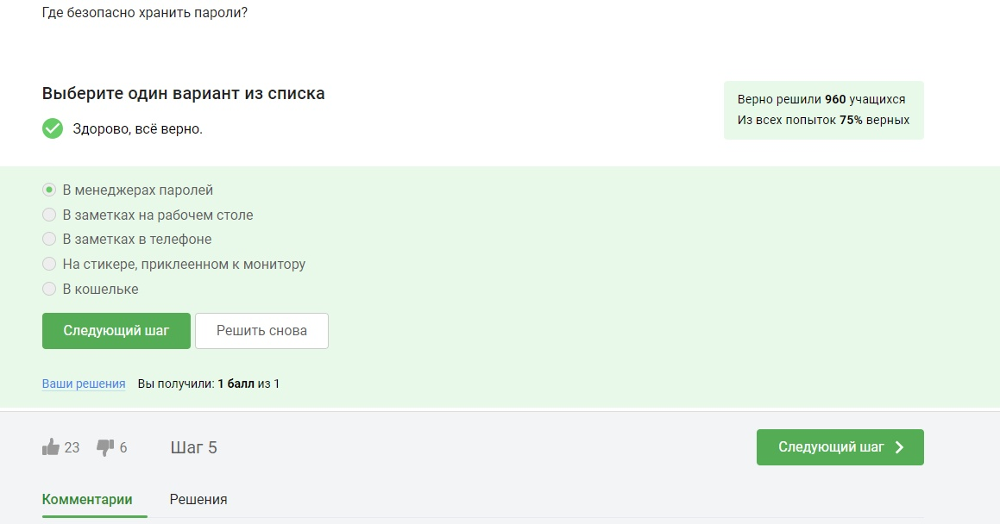 Где безопасно хранить пароли?
Выберите один вариант из списка
Верно решили 960 учащихся
Из всех попыток 75% верных
Здорово, всё верно.
В менеджерах паролей
В заметках на рабочем столе
В заметках в телефоне
На стикере, приклеенном к монитору
В кошельке
Следующий шаг
Решить снова
Ваши решения Вы получили: 1 балл из 1
23 6 Шаг 5
Следующий шаг
Комментарии Решения